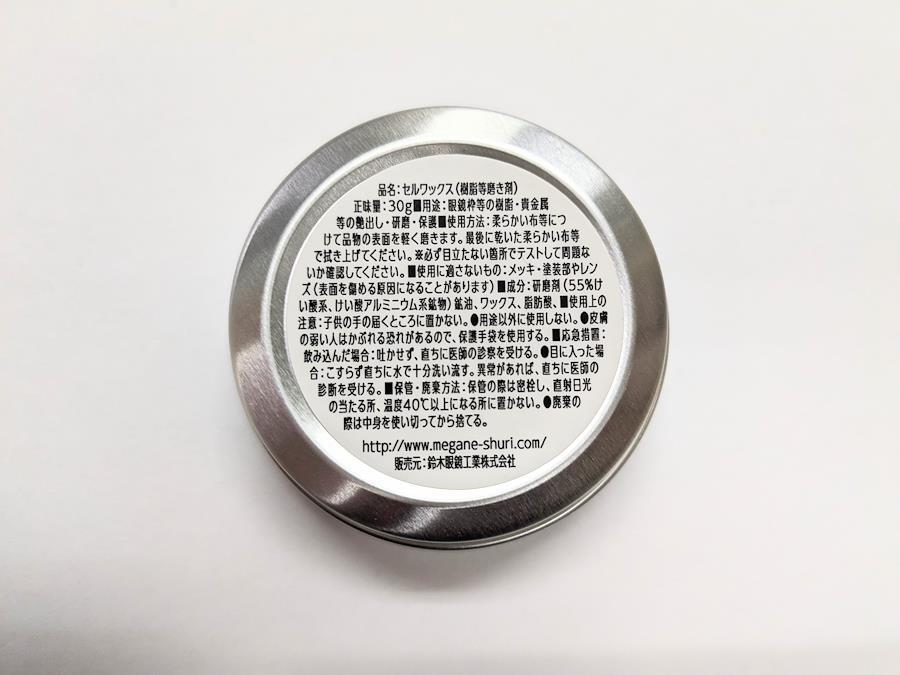 品名：セルワックス（樹脂等磨き剤）
正味量：30g■用途：眼鏡枠等の樹脂・貴金属
等の艶出し・研磨・保護■使用方法：柔らかい布等につ
けて品物の表面を軽く磨きます。最後に乾いた柔らかい布等
で拭き上げてください。※必ず目立たない箇所でテストして問題な
いか確認してください。■使用に適さないもの：メッキ・塗装部やレン
ズ（表面を傷める原因になることがあります）■成分：研磨剤（55%けい
い酸系、けい酸アルミニウム系鉱物）鉱油、ワックス、脂肪酸、■使用上の
注意：子供の手の届くところに置かない。●用途以外に使用しない。●皮膚
の弱い人はかぶれる恐れがあるので、保護手袋を使用する。■応急措置：
飲み込んだ場合：吐かせず、直ちに医師の診察を受ける。●目に入った場
合：こすらず直ちに水で十分洗い流す。異常があれば、直ちに医師の
診断を受ける。■保管・廃棄方法：保管の際は密栓し、直射日光
の当たる所、温度40℃以上になる所に置かない。●廃棄の
際は中身を使い切ってから捨てる。
http://www.megane-shuri.com/
販売元：鈴木眼鏡工業株式会社